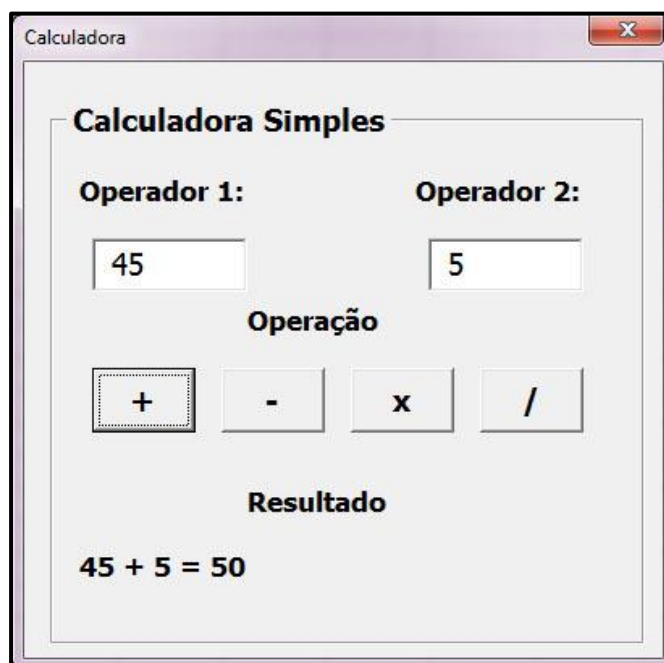 Calculadora
Calculadora Simples
Operador 1: Operador 2:
45 5
Operação
+ - x /
Resultado
45 + 5 = 50